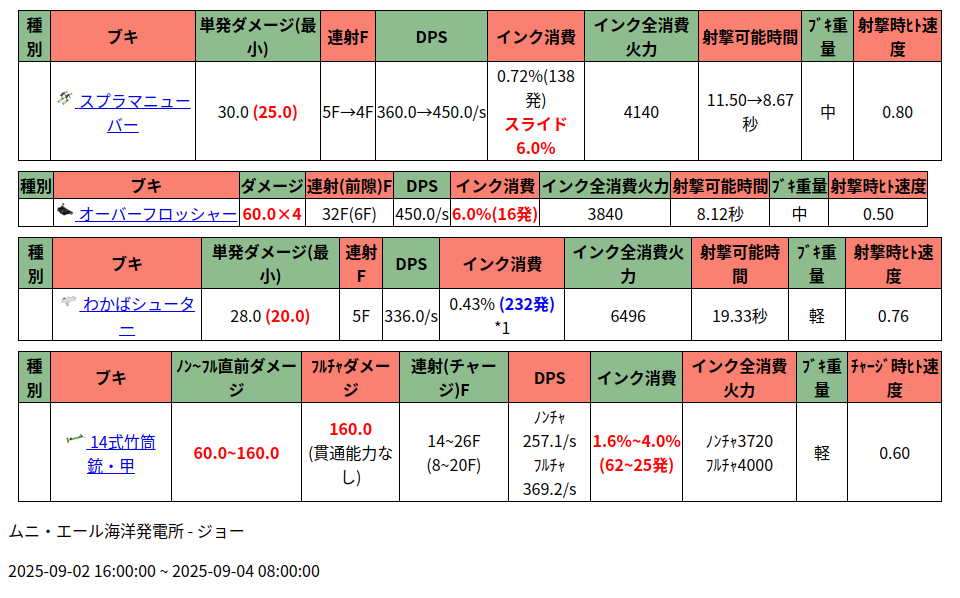 種別 ブキ 単発ダメージ(最小) 連射F DPS インク消費 インク全消費火力 射撃可能時間 ﾌﾞｷ重量 射撃時ﾋﾄ速度
スプラマニューバー 30.0 (25.0) 5F→4F 360.0→450.0/s 0.72%(138発) スライド 6.0% 4140 11.50→8.67秒 中 0.80
種別 ブキ ダメージ 連射(前隙)F DPS インク消費 インク全消費火力 射撃可能時間 ﾌﾞｷ重量 射撃時ﾋﾄ速度
オーバーフロッシャー 60.0×4 32F(6F) 450.0/s 6.0%(16発) 3840 8.12秒 中 0.50
種別 ブキ 単発ダメージ(最小) 連射F DPS インク消費 インク全消費火力 射撃可能時間 ﾌﾞｷ重量 射撃時ﾋﾄ速度
わかばシューター 28.0 (20.0) 5F 336.0/s 0.43% (232発) *1 6496 19.33秒 軽 0.76
種別 ブキ ﾉﾝ~ﾌﾙ直前ダメージ ﾌﾙﾁｬダメージ 連射(チャージ)F DPS インク消費 インク全消費火力 ﾌﾞｷ重量 ﾁｬｰｼﾞ時ﾋﾄ速度
14式竹筒銃・甲 60.0~160.0 160.0 (貫通能力なし) 14~26F (8~20F) ﾉﾝﾁｬ 257.1/s ﾌﾙﾁｬ 369.2/s 1.6%~4.0% (62~25発) ﾉﾝﾁｬ3720 ﾌﾙﾁｬ4000 軽 0.60
ムニ・エール海洋発電所 - ジョー
2025-09-02 16:00:00 ~ 2025-09-04 08:00:00